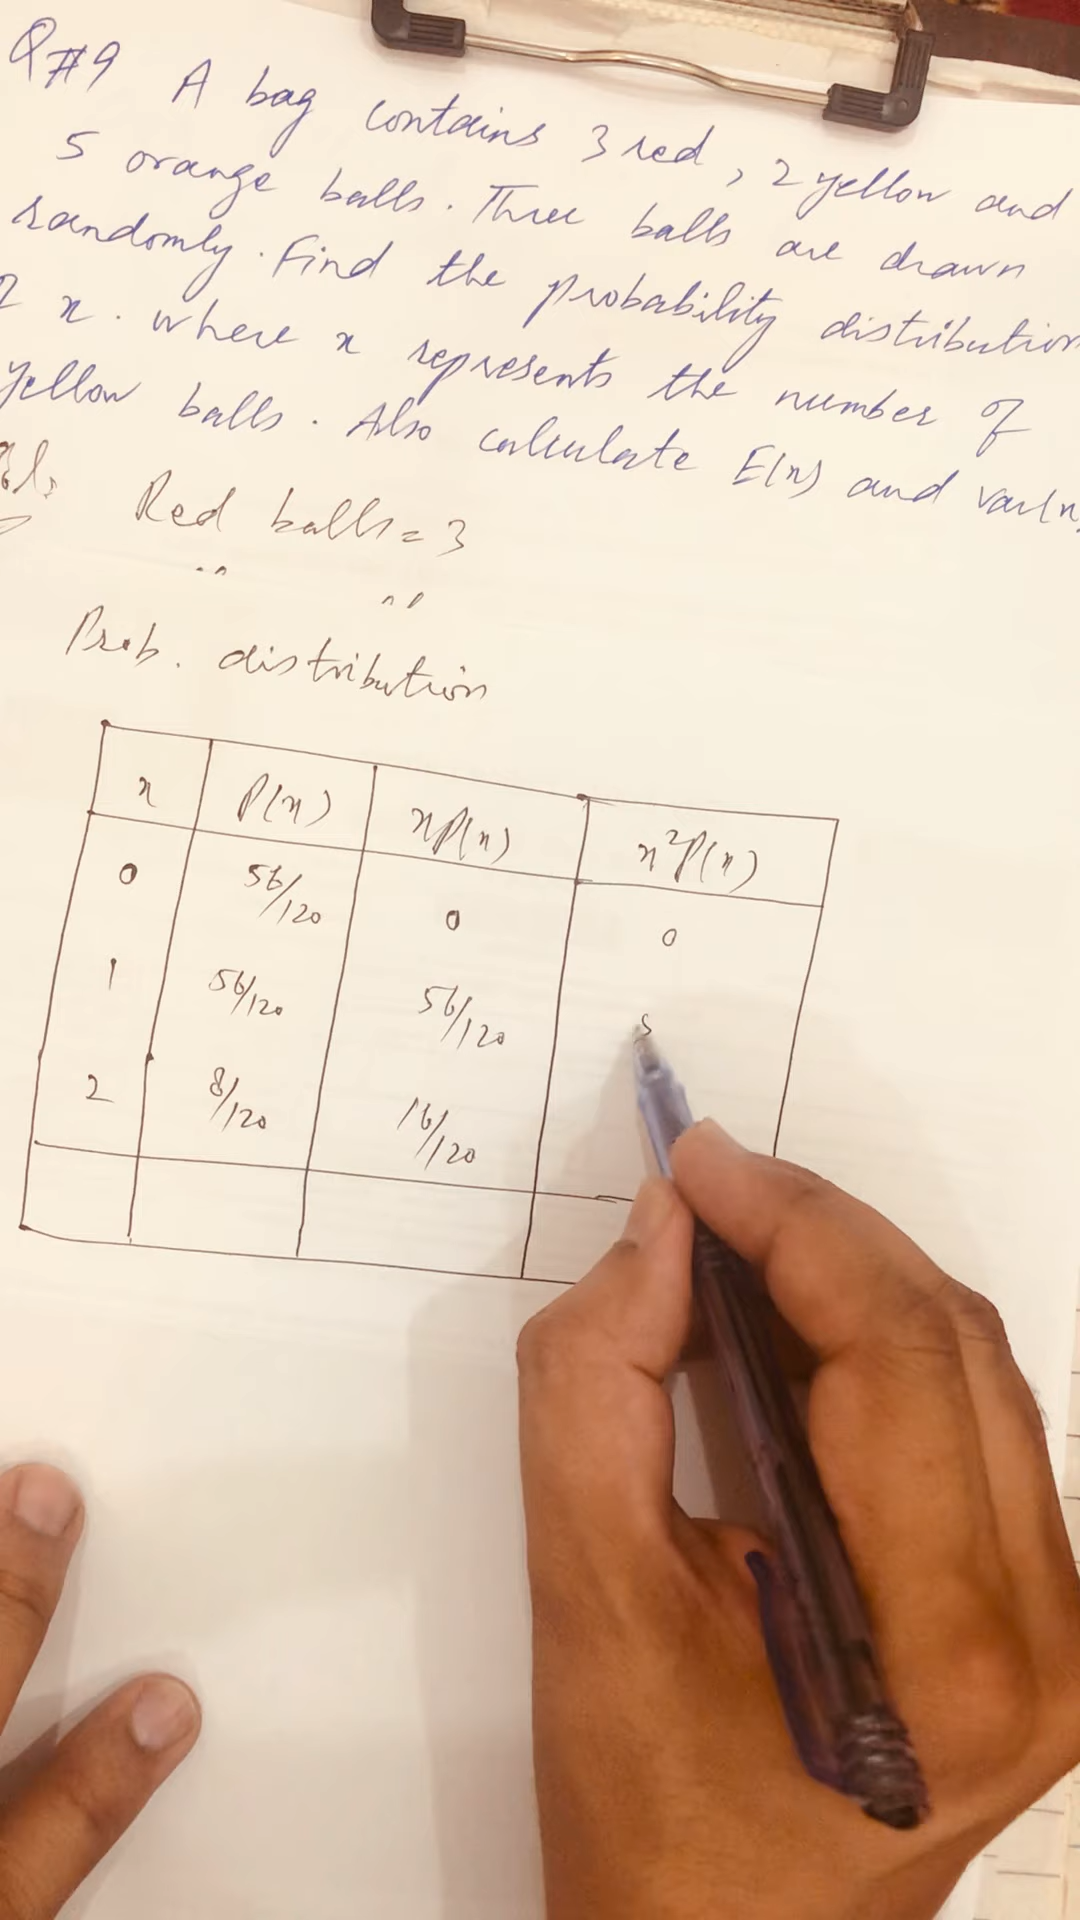 Q#9 A bag contains 3 red, 2 yellow and
5 orange balls. Three balls are drawn
randomly. Find the probability distribution
x. where x represents the number of
yellow balls. Also calculate E(x) and var(x)
Red balls = 3
Prob. distribution
x P(x) xP(x) x²P(x)
0 56/120 0 0
1 56/120 56/120 5
2 8/120 16/120